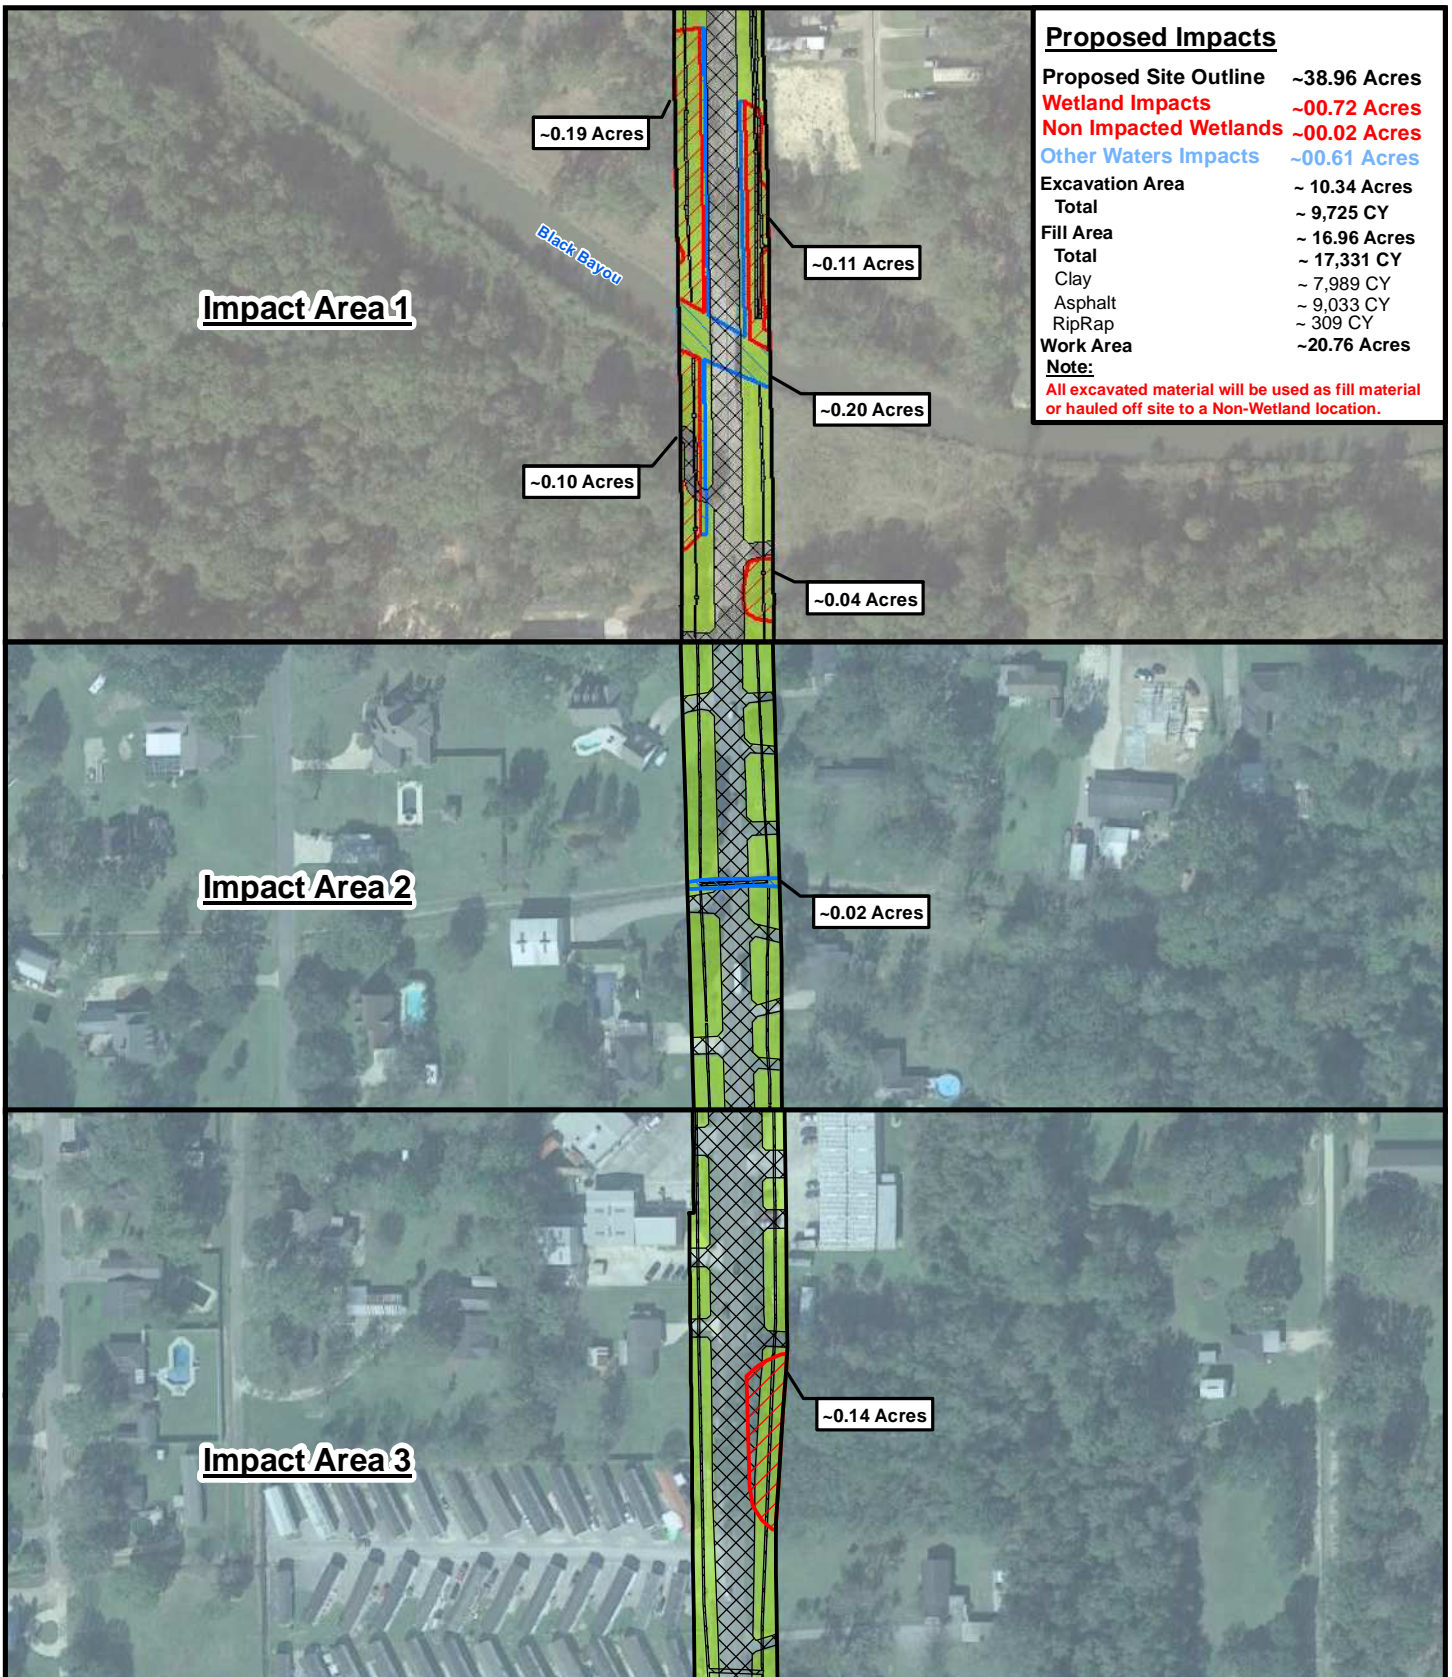 Proposed Impacts
Proposed Site Outline ~38.96 Acres
Wetland Impacts ~00.72 Acres
Non Impacted Wetlands ~00.02 Acres
Other Waters Impacts ~00.61 Acres
Excavation Area ~ 10.34 Acres
Total ~ 9,725 CY
Fill Area ~ 16.96 Acres
Total ~ 17,331 CY
Clay ~ 7,989 CY
Asphalt ~ 9,033 CY
RipRap ~ 309 CY
Work Area ~20.76 Acres
Note:
All excavated material will be used as fill material
or hauled off site to a Non-Wetland location.
~0.19 Acres
Black Bayou
~0.11 Acres
Impact Area 1
~0.20 Acres
~0.10 Acres
~0.04 Acres
Impact Area 2
~0.02 Acres
~0.14 Acres
Impact Area 3